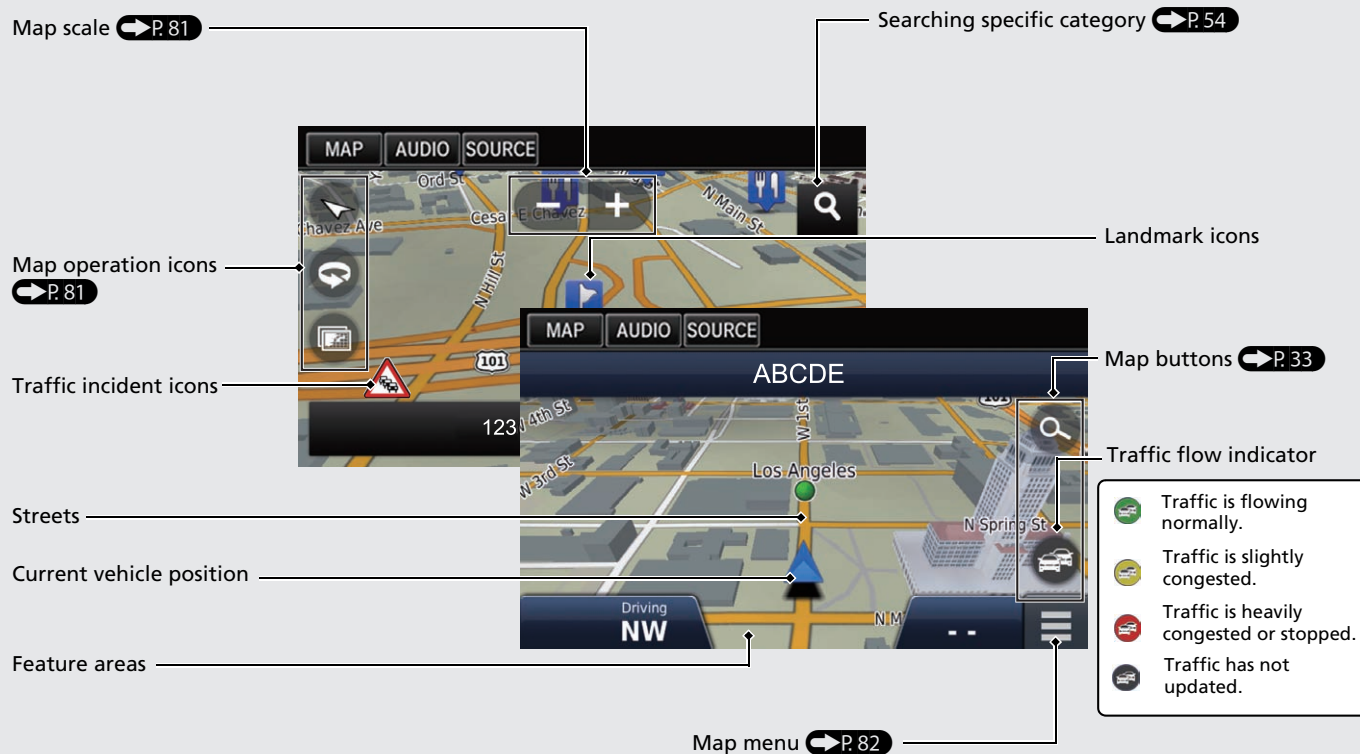 Map scale P. 81
Searching specific category P. 54
MAP AUDIO SOURCE
Ord St
Cesa E Chavez
N Main St
Chavez Ave
N Hill St
Map operation icons
P. 81
Landmark icons
MAP AUDIO SOURCE
Map buttons P. 33
101
Traffic incident icons
ABCDE
123
W 4th St
W 1st
W 3rd St
Los Angeles
Traffic flow indicator
Traffic is flowing
normally.
Streets
N Spring St
Traffic is slightly
congested.
Current vehicle position
Driving
NW
N M
- -
Traffic is heavily
congested or stopped.
Feature areas
Traffic has not
updated.
Map menu P. 82